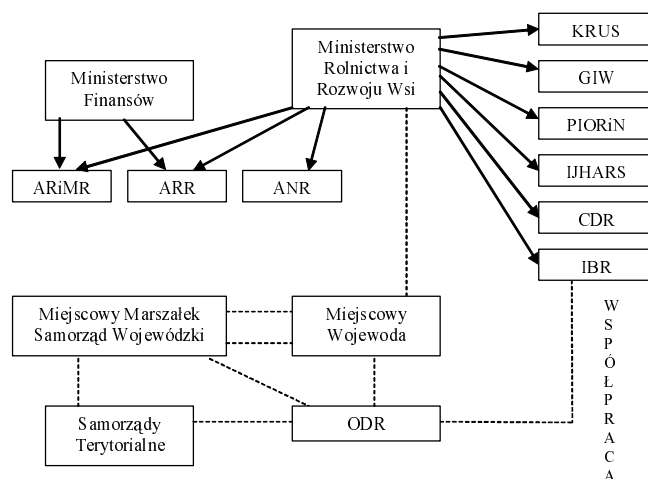 Ministerstwo
Rolnictwa i
Rozwoju Wsi
Ministerstwo
Finansów
KRUS
GIW
PIORiN
IJHARS
CDR
IBR
ARiMR
ARR
ANR
Miejscowy Marszałek
Samorząd Wojewódzki
Miejscowy
Wojewoda
Samorządy
Terytorialne
ODR
W
S
P
Ó
Ł
P
R
A
C
A